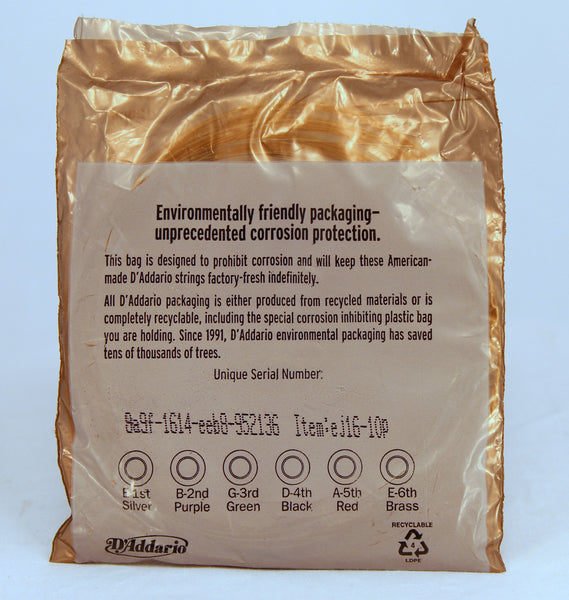 Environmentally friendly packaging–
unprecedented corrosion protection.
This bag is designed to prohibit corrosion and will keep these American-
made D'Addario strings factory-fresh indefinitely.
All D'Addario packaging is either produced from recycled materials or is
completely recyclable, including the special corrosion inhibiting plastic bag
you are holding. Since 1991, D'Addario environmental packaging has saved
tens of thousands of trees.
Unique Serial Number:
8a9f-1614-eeb8-952136 Item:ej16-10p
E-1st B-2nd G-3rd D-4th A-5th E-6th
Silver Purple Green Black Red Brass
D'Addario
RECYCLABLE
4
LDPE